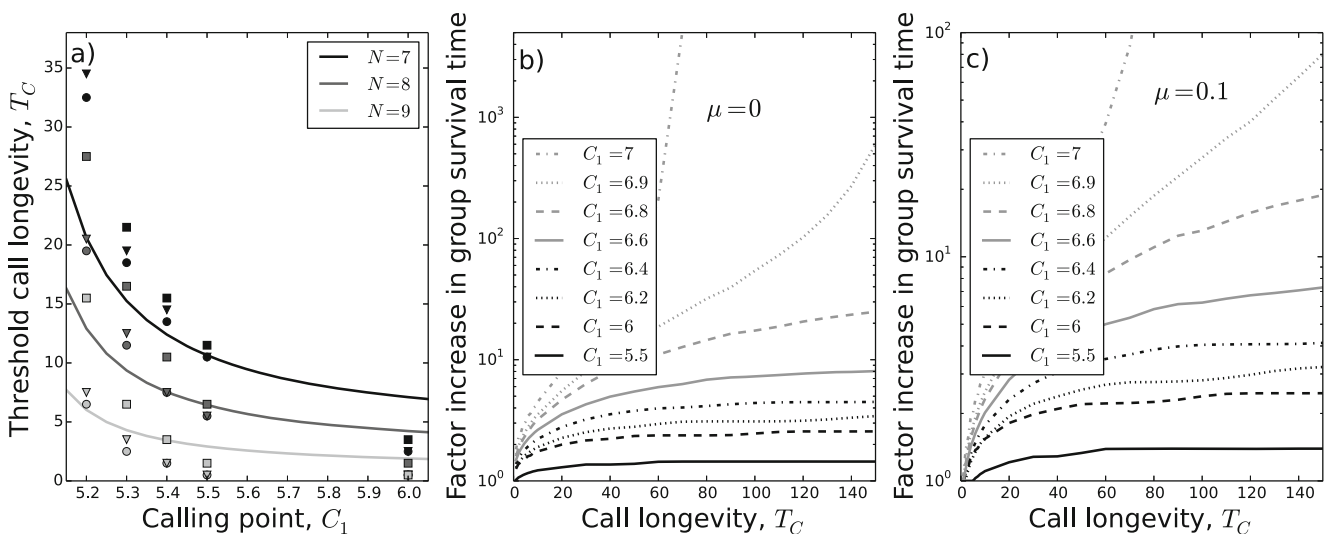 a)
N=7
N=8
N=9
Threshold call longevity, T_C
35
30
25
20
15
10
5
0
5.2 5.3 5.4 5.5 5.6 5.7 5.8 5.9 6.0
Calling point, C_1
b)
μ=0
C_1=7
C_1=6.9
C_1=6.8
C_1=6.6
C_1=6.4
C_1=6.2
C_1=6
C_1=5.5
Factor increase in group survival time
10^3
10^2
10^1
10^0
0 20 40 60 80 100 120 140
Call longevity, T_C
c)
μ=0.1
C_1=7
C_1=6.9
C_1=6.8
C_1=6.6
C_1=6.4
C_1=6.2
C_1=6
C_1=5.5
Factor increase in group survival time
10^2
10^1
10^0
0 20 40 60 80 100 120 140
Call longevity, T_C